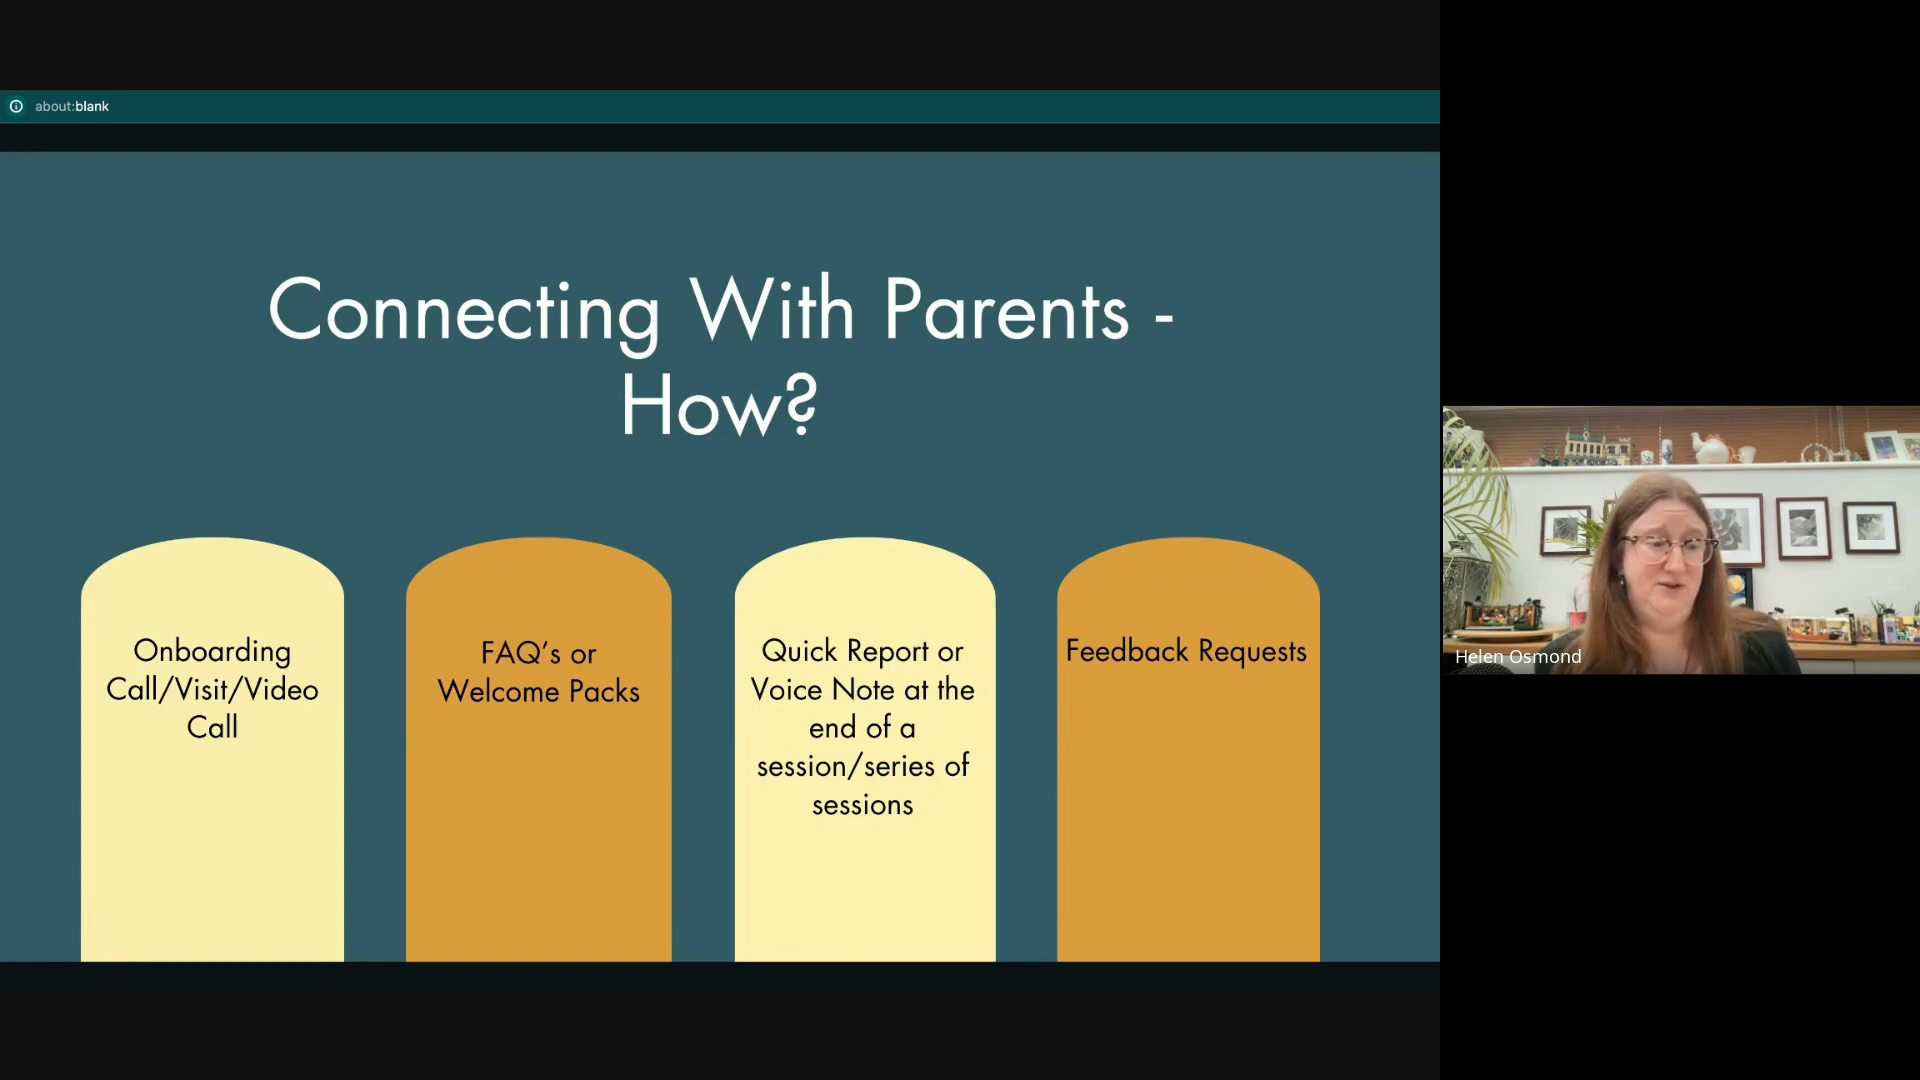 about:blank
Connecting With Parents -
How?
Onboarding
Call/Visit/Video
Call
FAQ’s or
Welcome Packs
Quick Report or
Voice Note at the
end of a
session/series of
sessions
Feedback Requests
Helen Osmond